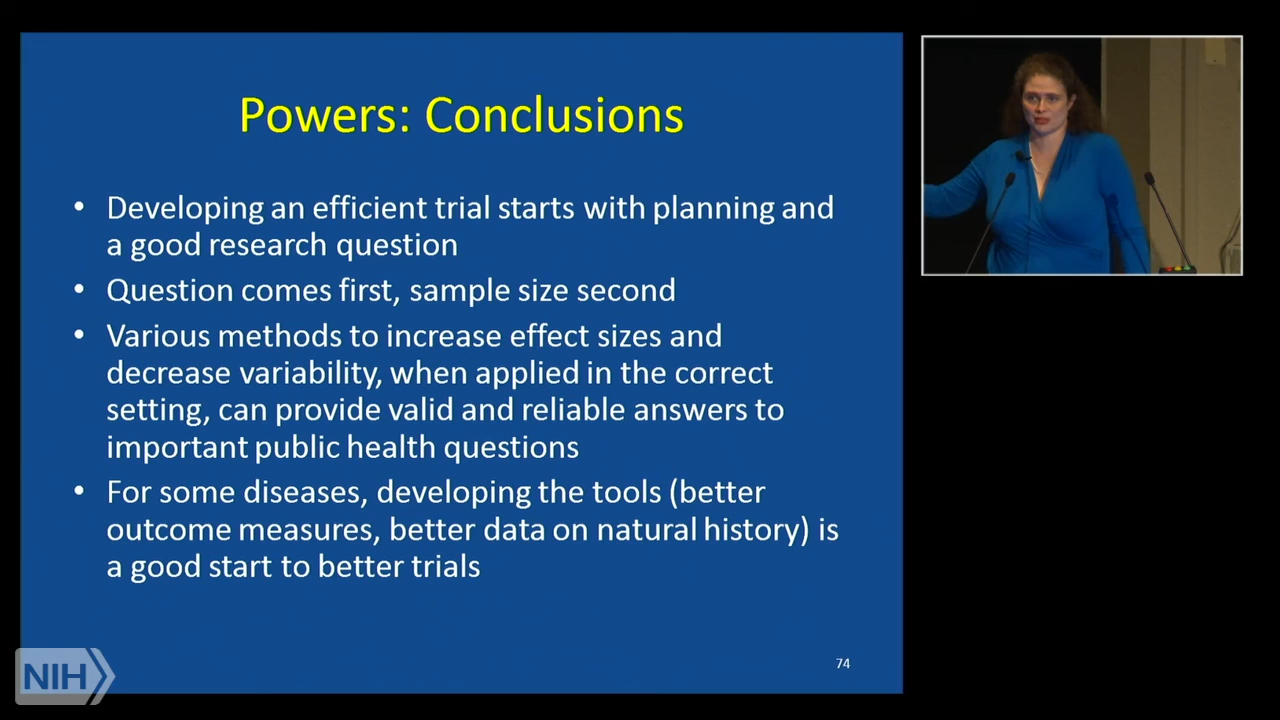 Powers: Conclusions
• Developing an efficient trial starts with planning and
a good research question
• Question comes first, sample size second
• Various methods to increase effect sizes and
decrease variability, when applied in the correct
setting, can provide valid and reliable answers to
important public health questions
• For some diseases, developing the tools (better
outcome measures, better data on natural history) is
a good start to better trials
74
NIH